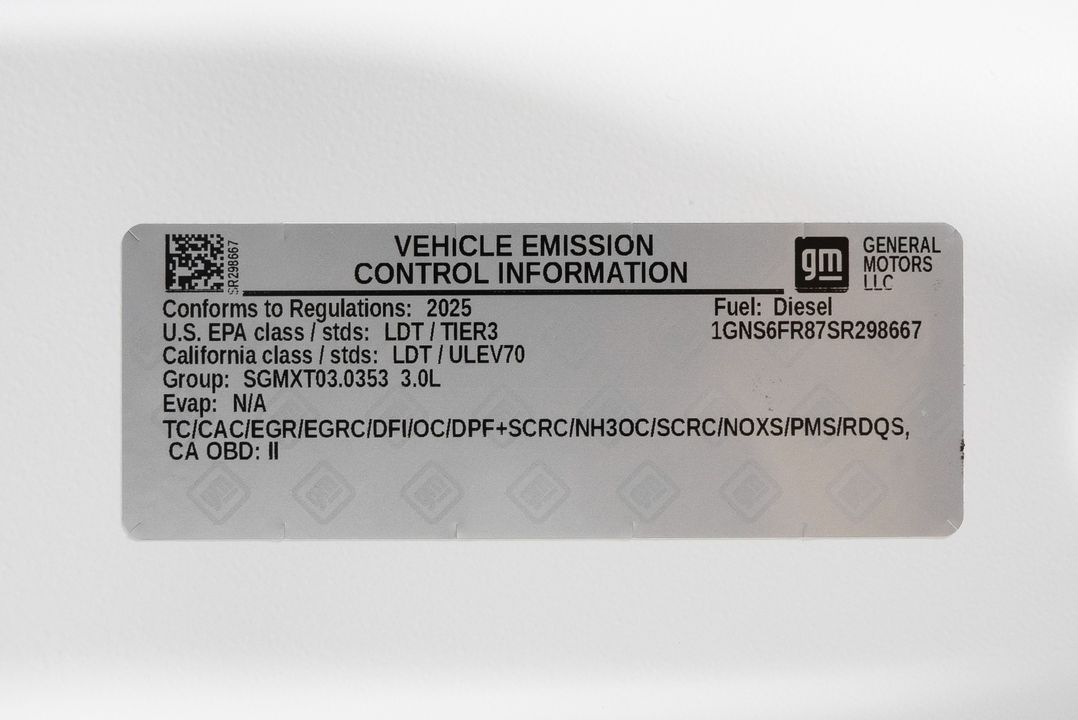 SR298667
VEHICLE EMISSION
CONTROL INFORMATION
gm
GENERAL
MOTORS
LLC
Conforms to Regulations: 2025
Fuel: Diesel
U.S. EPA class / stds: LDT / TIER3
1GNS6FR87SR298667
California class / stds: LDT / ULEV70
Group: SGMXT03.0353 3.0L
Evap: N/A
TC/CAC/EGR/EGRC/DFI/OC/DPF+SCRC/NH3OC/SCRC/NOXS/PMS/RDQS,
CA OBD: II